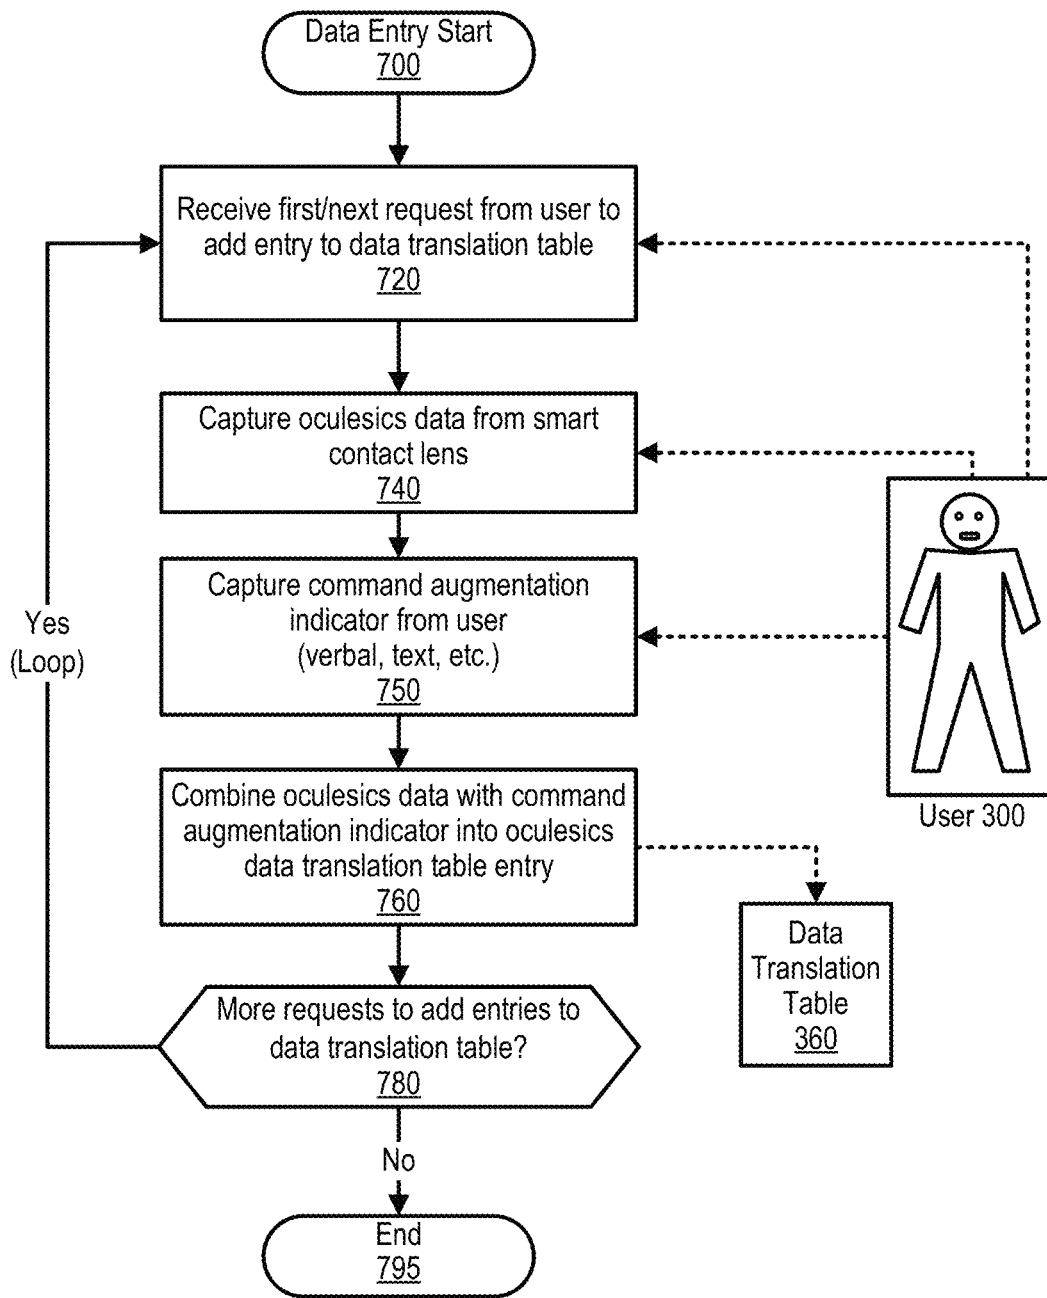 Data Entry Start
700
Receive first/next request from user to
add entry to data translation table
720
Capture oculesics data from smart
contact lens
740
Capture command augmentation
indicator from user
(verbal, text, etc.)
750
Yes
(Loop)
Combine oculesics data with command
augmentation indicator into oculesics
data translation table entry
760
User 300
Data
Translation
Table
360
More requests to add entries to
data translation table?
780
No
End
795